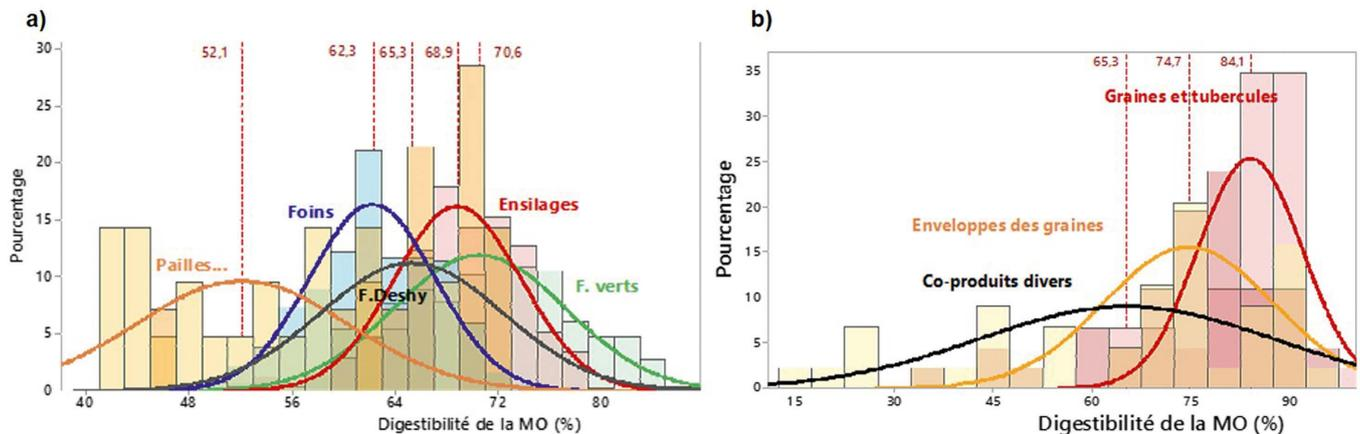 a)
52,1 62,3 65,3 68,9 70,6
30
25
20
15
10
5
0
Pourcentage
Foins
Ensilages
Pailles...
F.Deshy
F. verts
40 48 56 64 72 80
Digestibilité de la MO (%)
b)
65,3 74,7 84,1
35
30
25
20
15
10
5
0
Pourcentage
Graines et tubercules
Enveloppes des graines
Co-produits divers
15 30 45 60 75 90
Digestibilité de la MO (%)